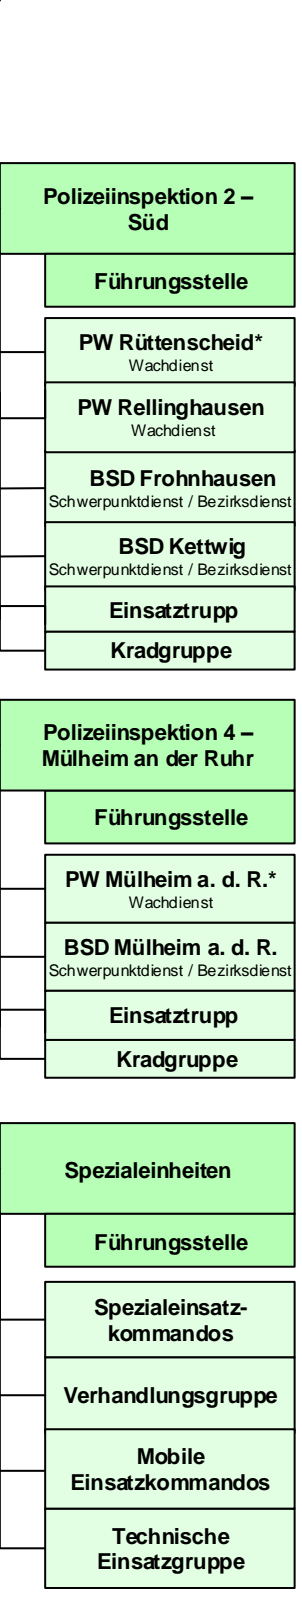 Polizeiinspektion 2 –
Süd
Führungsstelle
PW Rüttenscheid*
Wachdienst
PW Rellinghausen
Wachdienst
BSD Frohnhausen
Schwerpunktdienst / Bezirksdienst
BSD Kettwig
Schwerpunktdienst / Bezirksdienst
Einsatztrupp
Kradgruppe
Polizeiinspektion 4 –
Mülheim an der Ruhr
Führungsstelle
PW Mülheim a. d. R.*
Wachdienst
BSD Mülheim a. d. R.
Schwerpunktdienst / Bezirksdienst
Einsatztrupp
Kradgruppe
Spezialeinheiten
Führungsstelle
Spezialeinsatz-
kommandos
Verhandlungsgruppe
Mobile
Einsatzkommandos
Technische
Einsatzgruppe